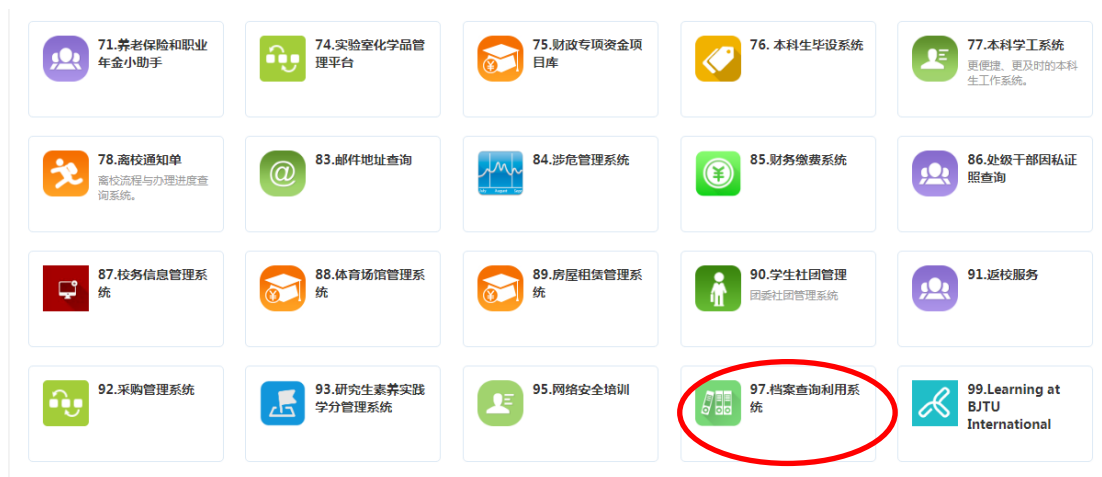 71.养老保险和职业
年金小助手
74.实验室化学品管
理平台
75.财政专项资金项
目库
76. 本科生毕设系统
77.本科学工系统
更便捷、更及时的本科
生工作系统。
78.离校通知单
离校流程与办理进度查
询系统。
83.邮件地址查询
84.涉危管理系统
85.财务缴费系统
86.处级干部因私证
照查询
87.校务信息管理系
统
88.体育场馆管理系
统
89.房屋租赁管理系
统
90.学生社团管理
团委社团管理系统
91.返校服务
92.采购管理系统
93.研究生素养实践
学分管理系统
95.网络安全培训
97.档案查询利用系
统
99.Learning at
BJTU
International